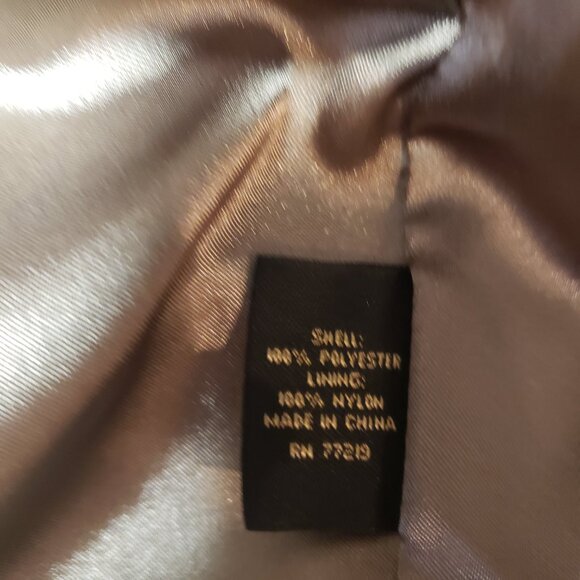 SHELL:
100% POLYESTER
LINING:
100% NYLON
MADE IN CHINA
RN 77219